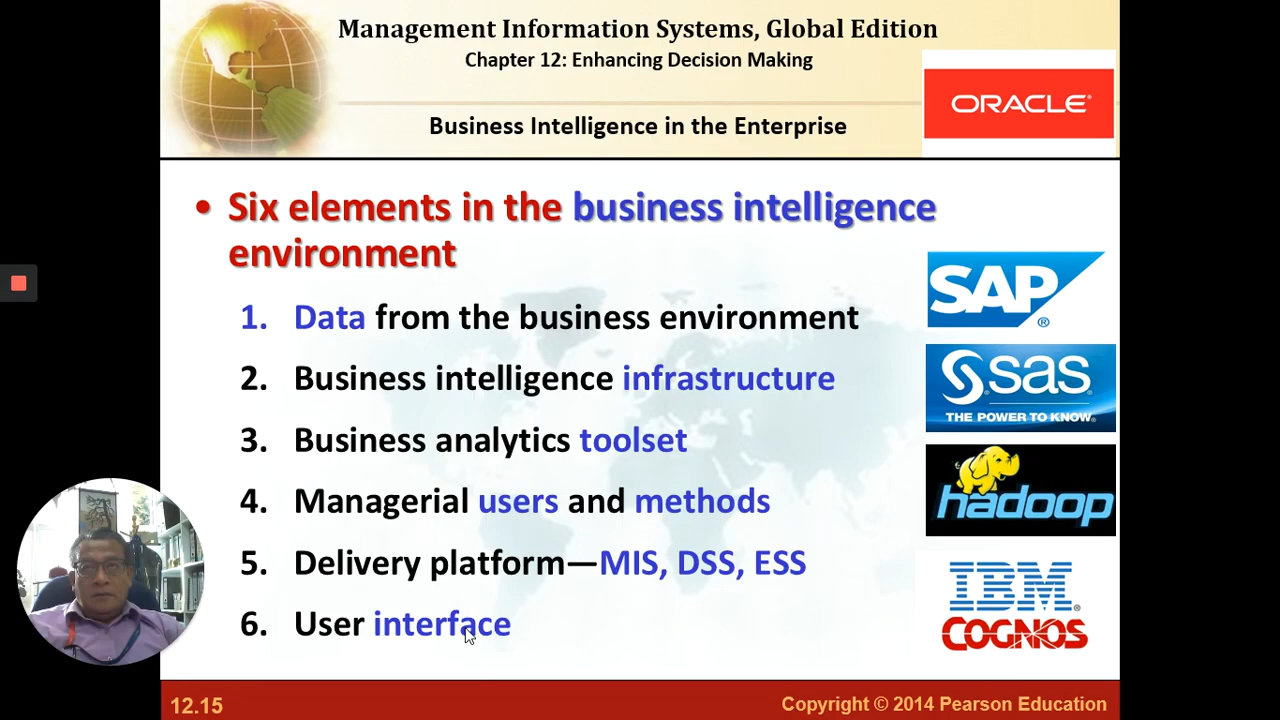 Management Information Systems, Global Edition
Chapter 12: Enhancing Decision Making
ORACLE®
Business Intelligence in the Enterprise
• Six elements in the business intelligence
environment
1. Data from the business environment
2. Business intelligence infrastructure
3. Business analytics toolset
4. Managerial users and methods
5. Delivery platform—MIS, DSS, ESS
6. User interface
SAP®
sas®
THE POWER TO KNOW®
hadoop
IBM®
COGNOS
12.15
Copyright © 2014 Pearson Education